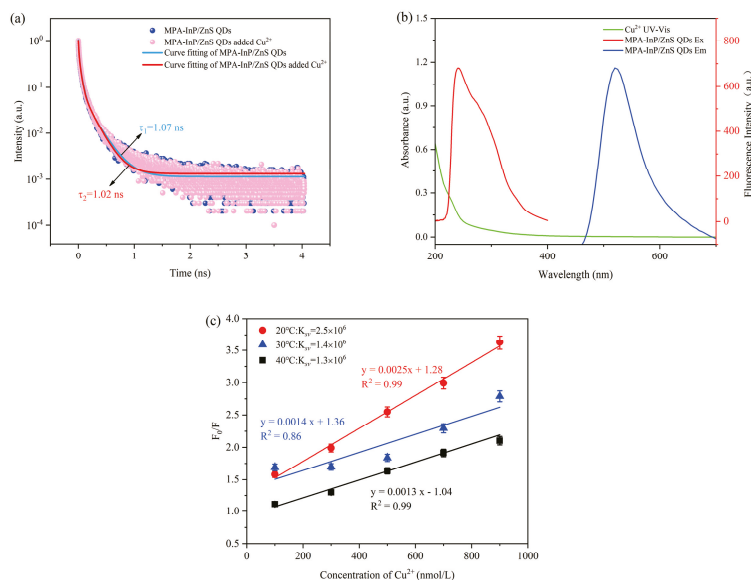 (a)
MPA-InP/ZnS QDs
MPA-InP/ZnS QDs added Cu²⁺
Curve fitting of MPA-InP/ZnS QDs
Curve fitting of MPA-InP/ZnS QDs added Cu²⁺
10⁰
10⁻¹
10⁻²
10⁻³
10⁻⁴
Intensity (a.u.)
τ₁=1.07 ns
τ₂=1.02 ns
0 1 2 3 4
Time (ns)
(b)
Cu²⁺ UV-Vis
MPA-InP/ZnS QDs Ex
MPA-InP/ZnS QDs Em
1.5
1.2
0.9
0.6
0.3
0.0
Absorbance (a.u.)
800
600
400
200
0
Fluorescence Intensity (a.u.)
200 400 600
Wavelength (nm)
(c)
20℃:Kₛᵥ=2.5×10⁶
30℃:Kₛᵥ=1.4×10⁶
40℃:Kₛᵥ=1.3×10⁶
4.0
3.5
3.0
2.5
2.0
1.5
1.0
0.5
F₀/F
y = 0.0025x + 1.28
R² = 0.99
y = 0.0014 x + 1.36
R² = 0.86
y = 0.0013 x - 1.04
R² = 0.99
0 200 400 600 800 1000
Concentration of Cu²⁺ (nmol/L)